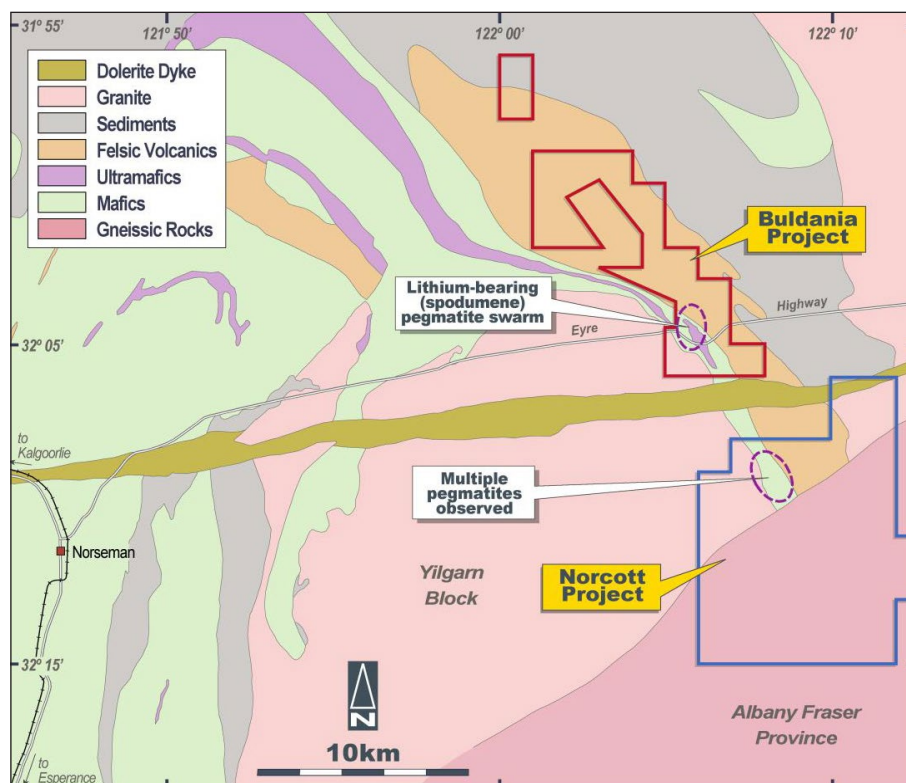 31 55’
121 50’
122 00’
122 10’
Dolerite Dyke
Granite
Sediments
Felsic Volcanics
Ultramafics
Mafics
Gneissic Rocks
Buldania
Project
Lithium-bearing
(spodumene)
pegmatite swarm
Eyre
Highway
32 05’
to
Kalgoorlie
Multiple
pegmatites
observed
Norseman
Yilgarn
Block
Norcott
Project
32 15’
N
10km
Albany Fraser
Province
to
Esperance